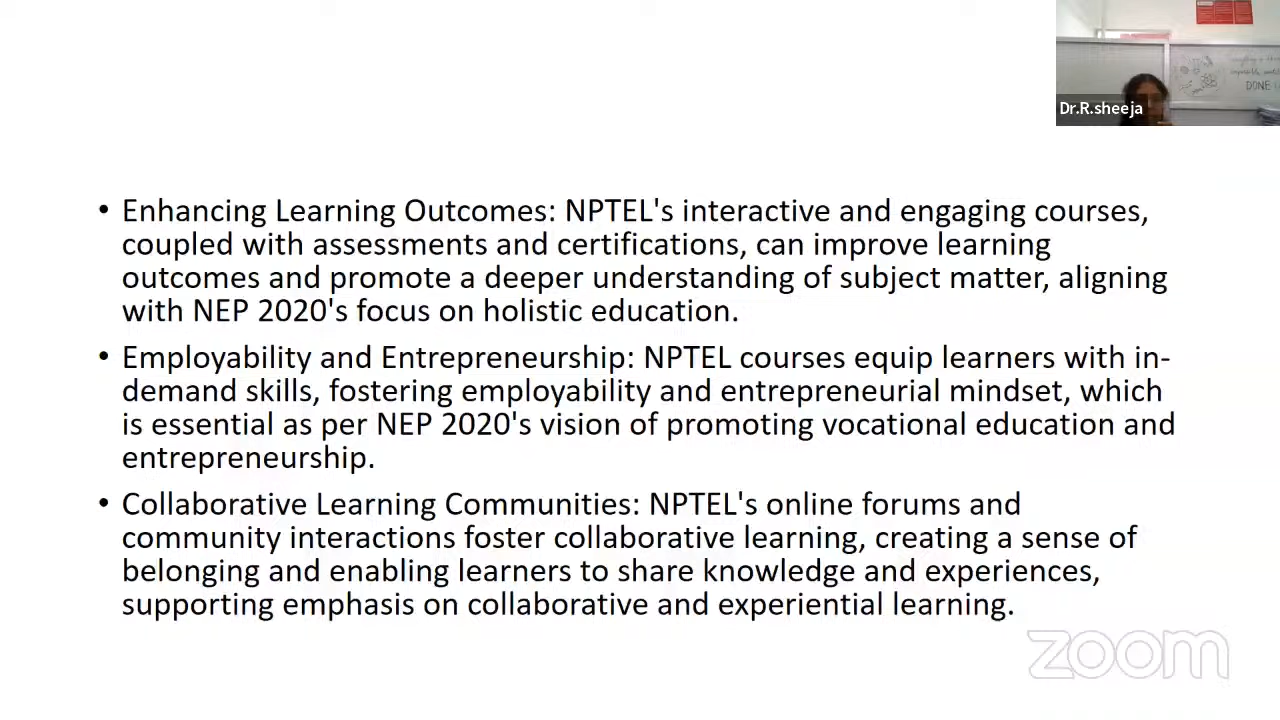 Dr.R.sheeja
DONE
• Enhancing Learning Outcomes: NPTEL's interactive and engaging courses,
coupled with assessments and certifications, can improve learning
outcomes and promote a deeper understanding of subject matter, aligning
with NEP 2020's focus on holistic education.
• Employability and Entrepreneurship: NPTEL courses equip learners with in-
demand skills, fostering employability and entrepreneurial mindset, which
is essential as per NEP 2020's vision of promoting vocational education and
entrepreneurship.
• Collaborative Learning Communities: NPTEL's online forums and
community interactions foster collaborative learning, creating a sense of
belonging and enabling learners to share knowledge and experiences,
supporting emphasis on collaborative and experiential learning.
zoom